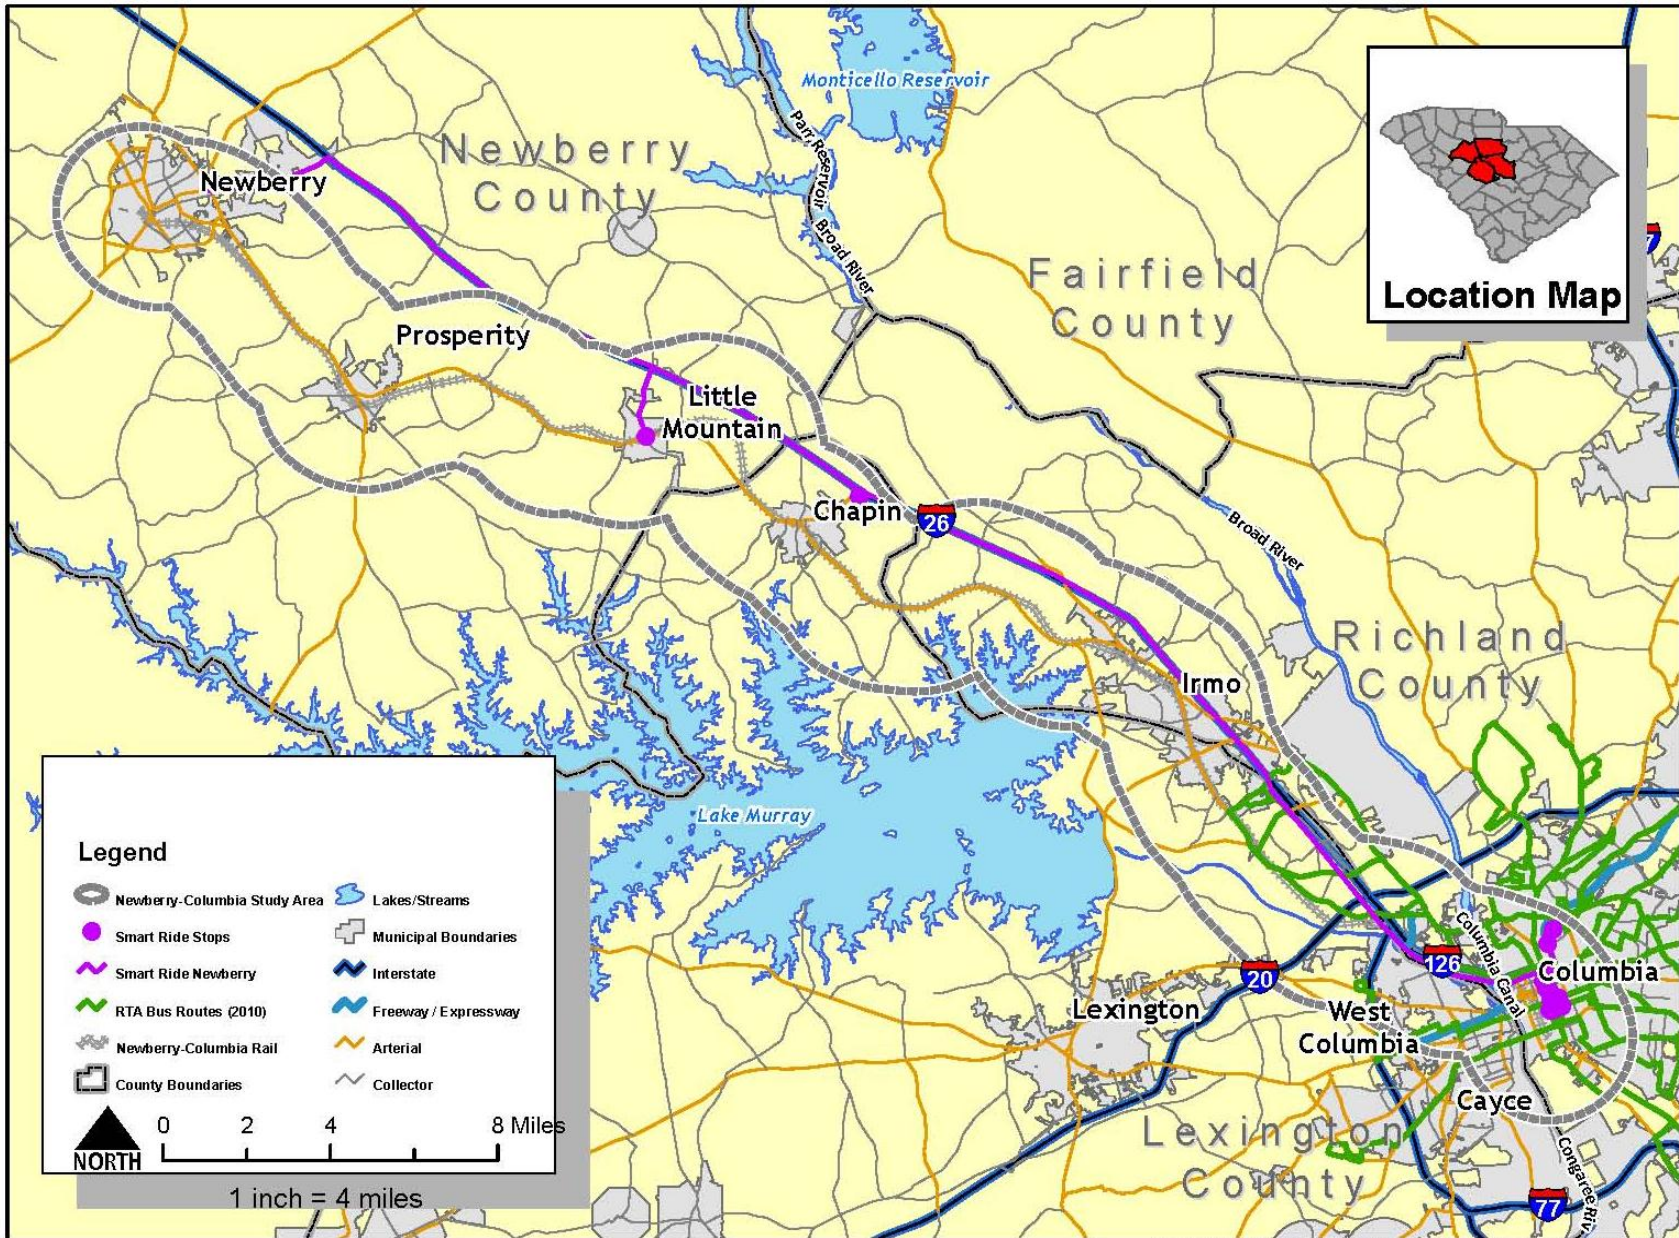 Monticello Reservoir
Parr Reservoir
Broad River
Newberry
County
Newberry
Location Map
7
Fairfield
County
Prosperity
Little
Mountain
Chapin
26
Broad River
Richland
County
Irmo
Lake Murray
Columbia Canal
126
Columbia
20
Lexington
West
Columbia
Cayce
Lexington
County
Congaree Riv
77
Legend
Newberry-Columbia Study Area
Lakes/Streams
Smart Ride Stops
Municipal Boundaries
Smart Ride Newberry
Interstate
RTA Bus Routes (2010)
Freeway / Expressway
Newberry-Columbia Rail
Arterial
County Boundaries
Collector
NORTH
0 2 4 8 Miles
1 inch = 4 miles